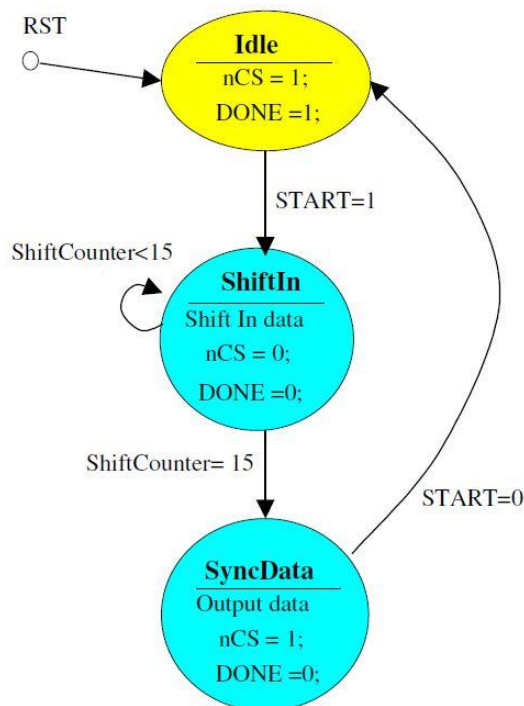 RST
Idle
nCS = 1;
DONE =1;
START=1
ShiftCounter<15
ShiftIn
Shift In data
nCS = 0;
DONE =0;
ShiftCounter= 15
START=0
SyncData
Output data
nCS = 1;
DONE =0;